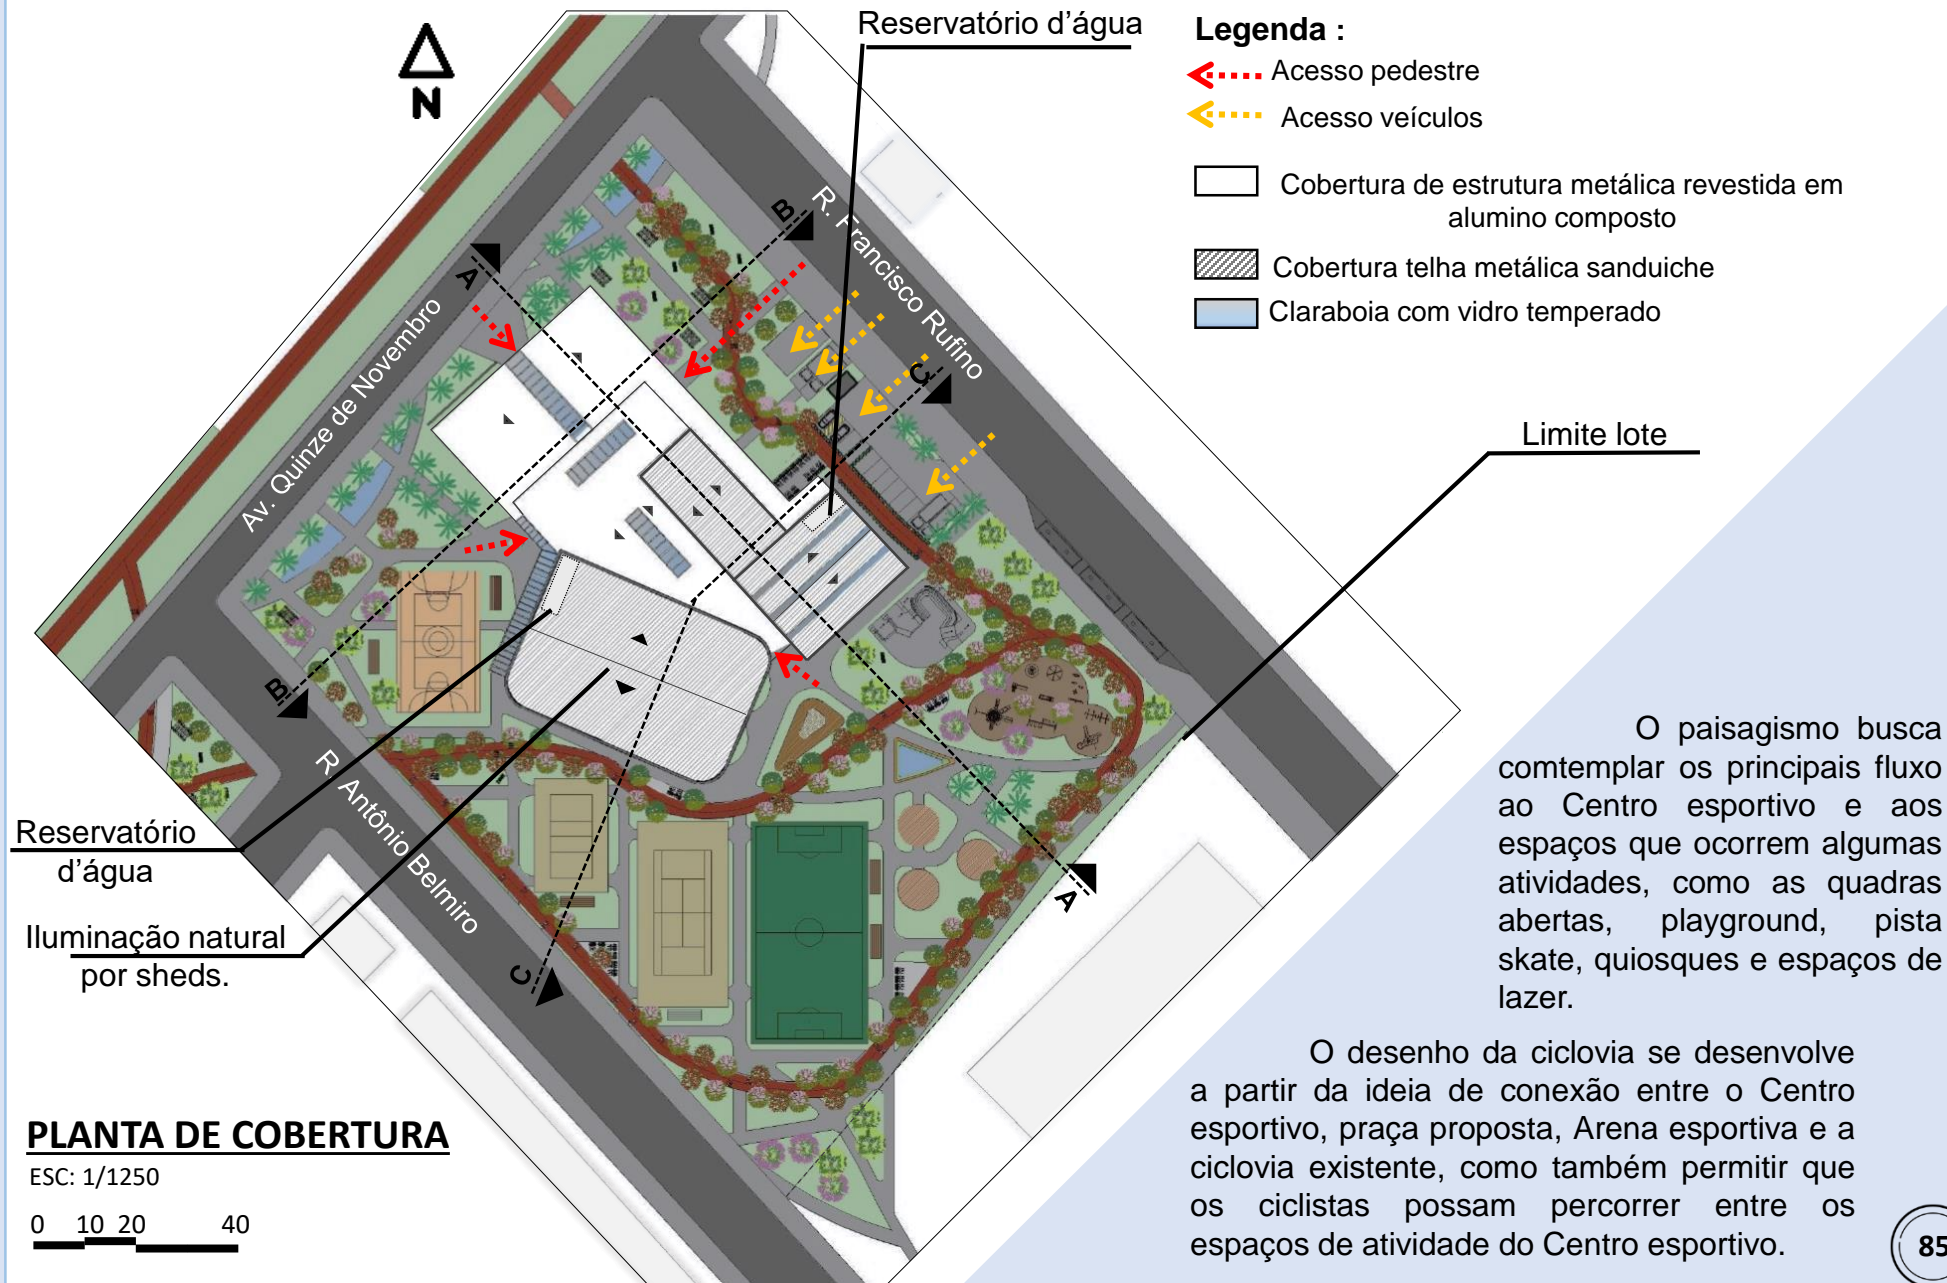 Reservatório d’água
N
Legenda :
Acesso pedestre
Acesso veículos
Cobertura de estrutura metálica revestida em
alumino composto
Cobertura telha metálica sanduiche
Claraboia com vidro temperado
B
R. Francisco Rufino
A
Av. Quinze de Novembro
C
Limite lote
B
R. Antônio Belmiro
Reservatório
d’água
A
Iluminação natural
por sheds.
C
O paisagismo busca
comtemplar os principais fluxo
ao Centro esportivo e aos
espaços que ocorrem algumas
atividades, como as quadras
abertas, playground, pista
skate, quiosques e espaços de
lazer.
O desenho da ciclovia se desenvolve
a partir da ideia de conexão entre o Centro
esportivo, praça proposta, Arena esportiva e a
ciclovia existente, como também permitir que
os ciclistas possam percorrer entre os
espaços de atividade do Centro esportivo.
PLANTA DE COBERTURA
ESC: 1/1250
0 10 20 40
85